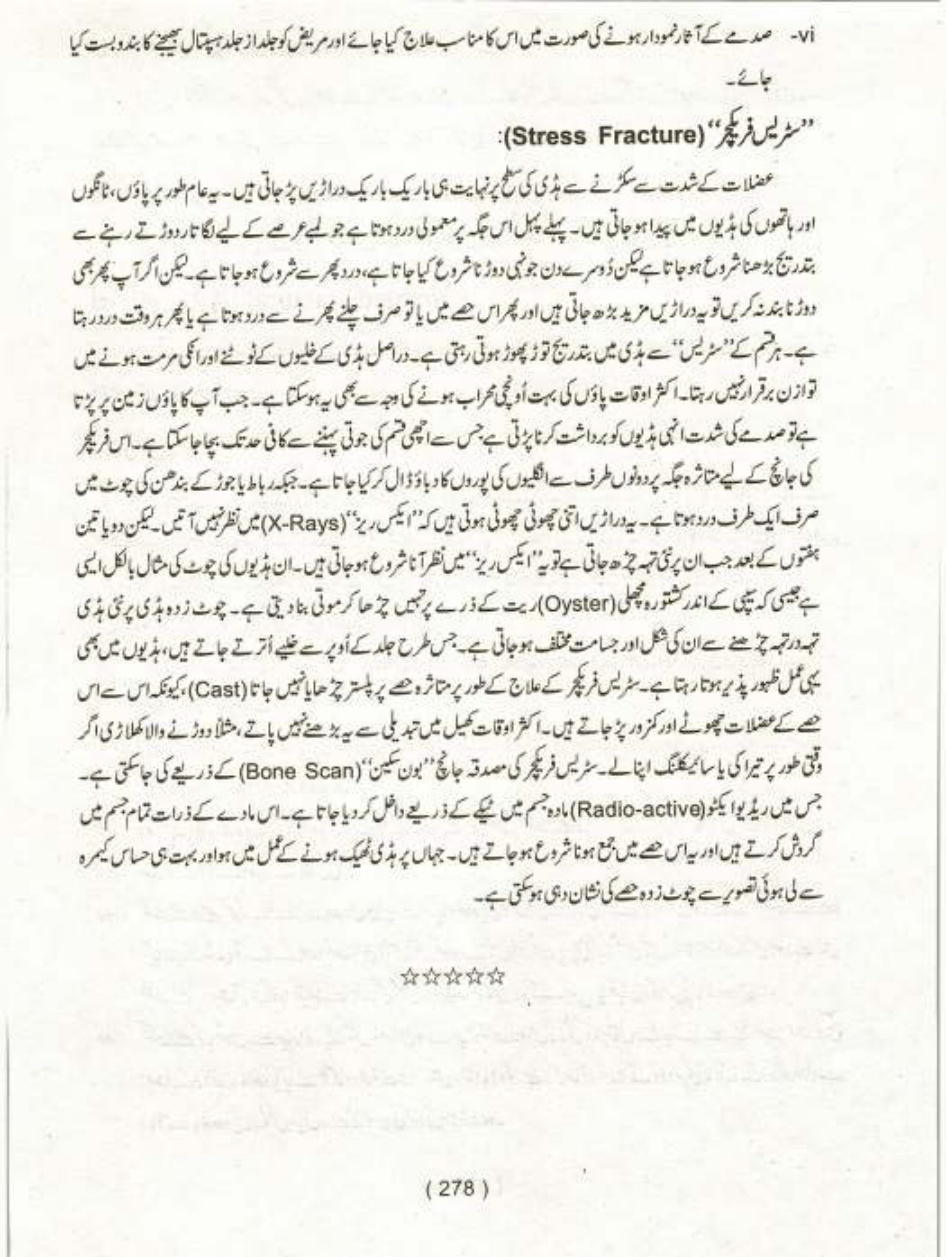 vi- صدمے کے آثار نمودار ہونے کی صورت میں اس کا مناسب علاج کیا جائے اور مریض کو جلد از جلد ہسپتال بھیجنے کا بندوبست کیا
جائے۔
”سٹریس فریکچر“ (Stress Fracture):
عضلات کے شدت سے سکڑنے سے ہڈی کی سطح پر نہایت ہی باریک باریک دراڑیں پڑ جاتی ہیں۔ یہ عام طور پر پاؤں، ٹانگوں
اور ہاتھوں کی ہڈیوں میں پیدا ہو جاتی ہیں۔ پہلے پہل اس جگہ پر معمولی درد ہوتا ہے جو لمبے عرصے کے لیے لگاتار دوڑتے رہنے سے
بتدریج بڑھنا شروع ہو جاتا ہے لیکن دُوسرے دن جونہی دوڑنا شروع کیا جاتا ہے، درد پھر سے شروع ہو جاتا ہے۔ لیکن اگر آپ پھر بھی
دوڑنا بند نہ کریں تو یہ دراڑیں مزید بڑھ جاتی ہیں اور پھر اس حصے میں یا تو صرف چلنے پھرنے سے درد ہوتا ہے یا پھر ہر وقت درد رہتا
ہے۔ ہر قسم کے ”سٹریس“ سے ہڈی میں بتدریج توڑ پھوڑ ہوتی رہتی ہے۔ دراصل ہڈی کے خلیوں کے ٹوٹنے اور انکی مرمت ہونے میں
توازن برقرار نہیں رہتا۔ اکثر اوقات پاؤں کی بہت اُونچی محراب ہونے کی وجہ سے بھی یہ ہو سکتا ہے۔ جب آپ کا پاؤں زمین پر پڑتا
ہے تو صدمے کی شدت انہی ہڈیوں کو برداشت کرنا پڑتی ہے جس سے اچھی قسم کی جوتی پہننے سے کافی حد تک بچا جا سکتا ہے۔ اس فریکچر
کی جانچ کے لیے متاثرہ جگہ پر دونوں طرف سے انگلیوں کی پوروں کا دباؤ ڈال کر کیا جاتا ہے۔ جبکہ رباط یا جوڑ کے بندھن کی چوٹ میں
صرف ایک طرف درد ہوتا ہے۔ یہ دراڑیں اتنی چھوٹی چھوٹی ہوتی ہیں کہ ”ایکس ریز“ (X-Rays) میں نظر نہیں آتیں۔ لیکن دو یا تین
ہفتوں کے بعد جب ان پر نئی تہہ چڑھ جاتی ہے تو یہ ”ایکس ریز“ میں نظر آنا شروع ہو جاتی ہیں۔ ان ہڈیوں کی چوٹ کی مثال بالکل ایسی
ہے جیسی کہ سیپی کے اندر کستورہ مچھلی (Oyster) ریت کے ذرے پر تہیں چڑھا کر موتی بنا دیتی ہے۔ چوٹ زدہ ہڈی پر نئی ہڈی
تہہ در تہہ چڑھنے سے ان کی شکل اور جسامت مختلف ہو جاتی ہے۔ جس طرح جلد کے اُوپر سے خلیے اُترتے جاتے ہیں، ہڈیوں میں بھی
یہی عمل ظہور پذیر ہوتا رہتا ہے۔ سٹریس فریکچر کے علاج کے طور پر متاثرہ حصے پر پلستر چڑھایا نہیں جاتا (Cast)، کیونکہ اس سے اس
حصے کے عضلات چھوٹے اور کمزور پڑ جاتے ہیں۔ اکثر اوقات کھیل میں تبدیلی سے یہ بڑھنے نہیں پاتے، مثلاً دوڑنے والا کھلاڑی اگر
وقتی طور پر تیراکی یا سائیکلنگ اپنا لے۔ سٹریس فریکچر کی مصدقہ جانچ ”بون سکین“ (Bone Scan) کے ذریعے کی جا سکتی ہے۔
جس میں ریڈیو ایکٹو (Radio-active) مادہ جسم میں ٹیکے کے ذریعے داخل کر دیا جاتا ہے۔ اس مادے کے ذرات تمام جسم میں
گردش کرتے ہیں اور یہ اس حصے میں جمع ہونا شروع ہو جاتے ہیں۔ جہاں پر ہڈی ٹھیک ہونے کے عمل میں ہو اور بہت ہی حساس کیمرہ
سے لی ہوئی تصویر سے چوٹ زدہ حصے کی نشان دہی ہو سکتی ہے۔
☆☆☆☆☆
( 278 )